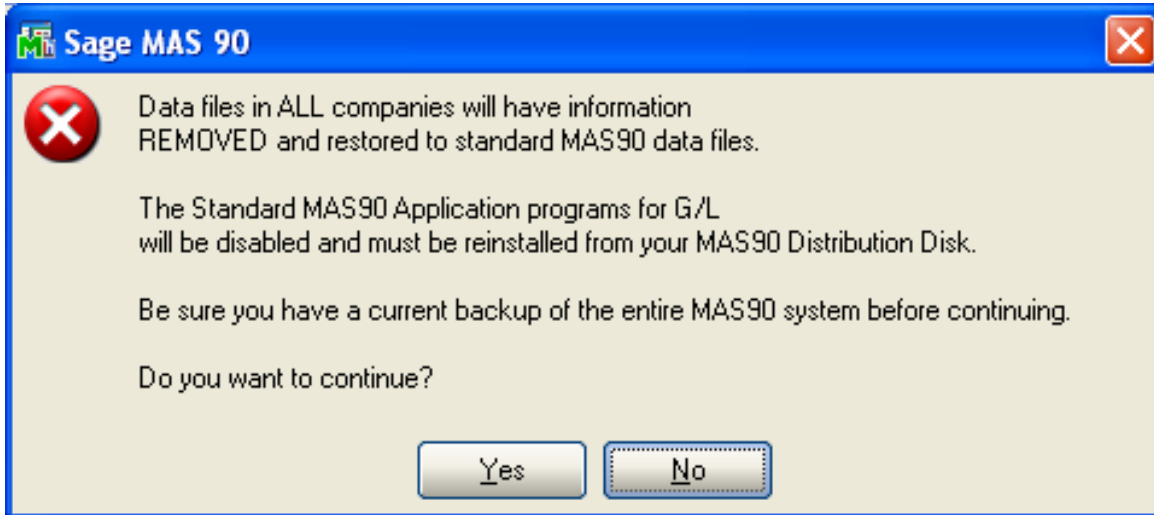 Sage MAS 90
Data files in ALL companies will have information
REMOVED and restored to standard MAS90 data files.
The Standard MAS90 Application programs for G/L
will be disabled and must be reinstalled from your MAS90 Distribution Disk.
Be sure you have a current backup of the entire MAS90 system before continuing.
Do you want to continue?
Yes No